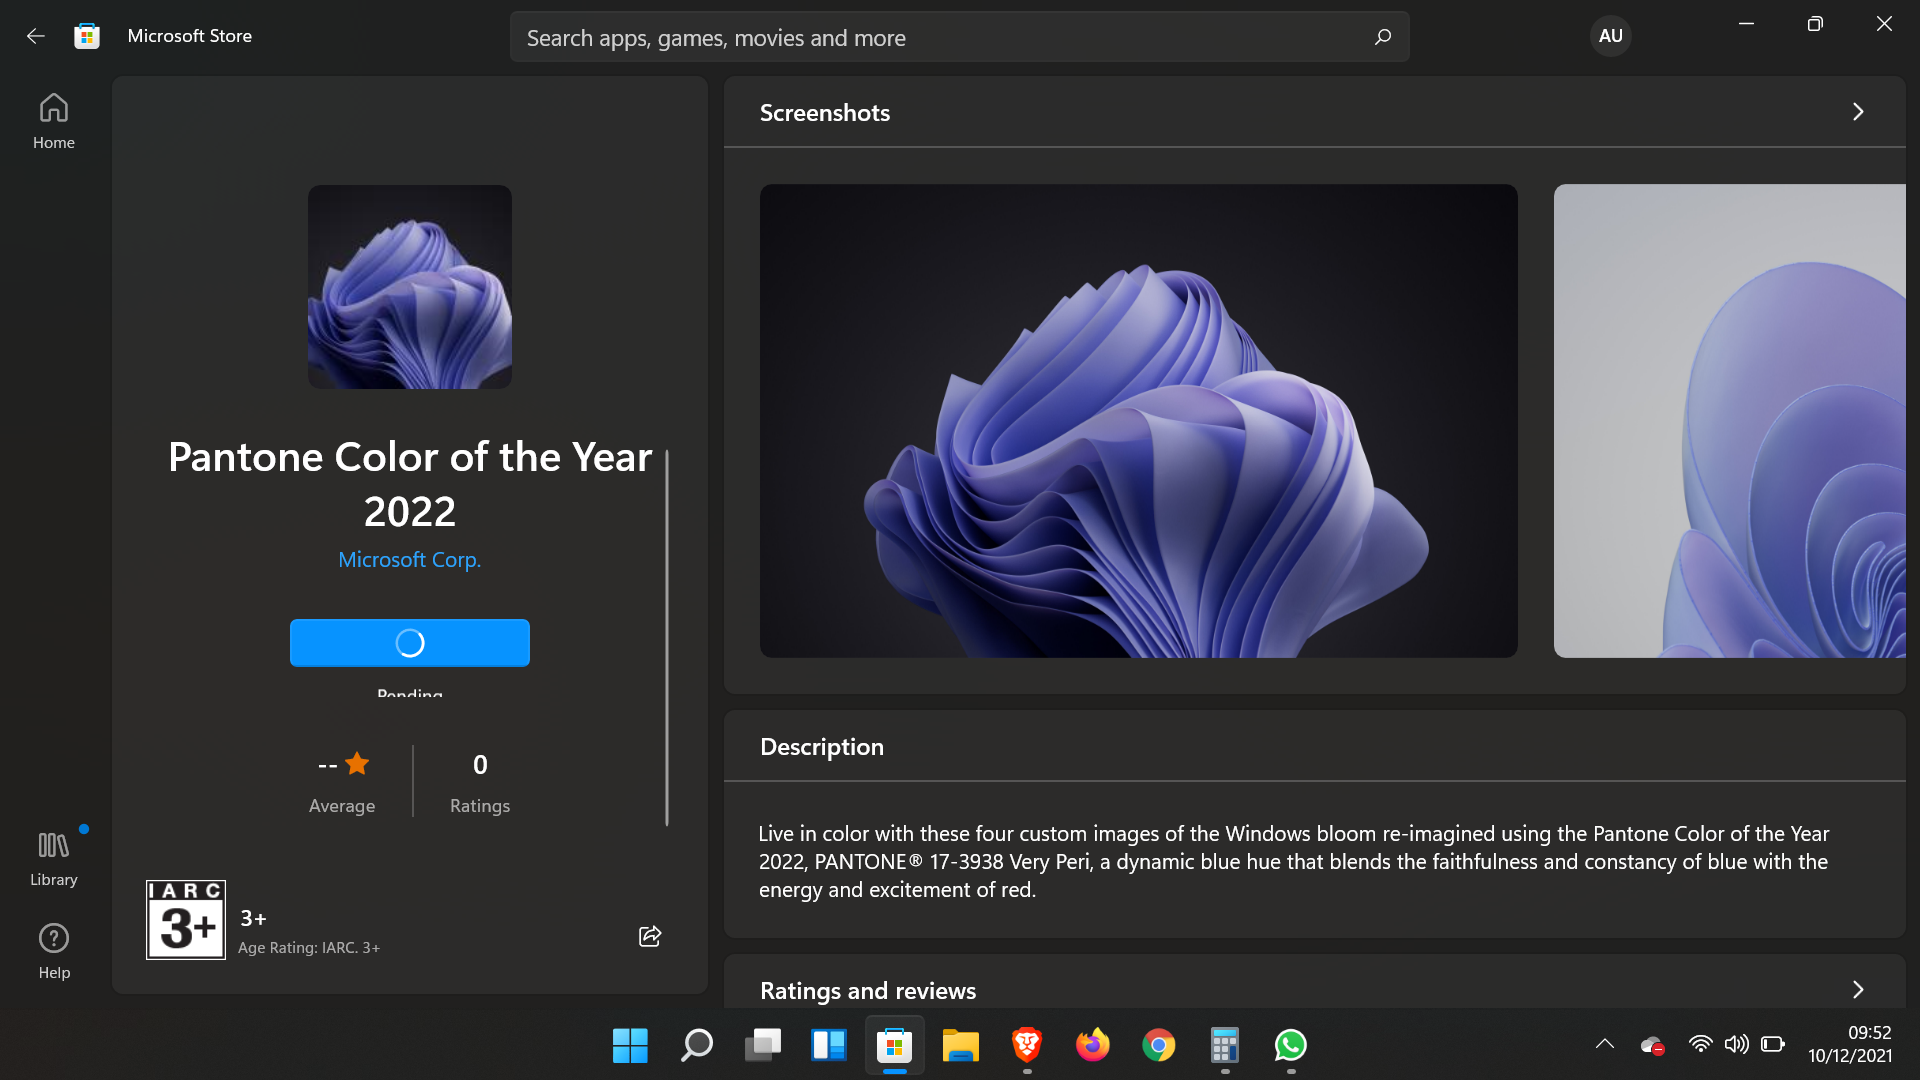 Microsoft Store
Search apps, games, movies and more
AU
Home
Pantone Color of the Year
2022
Microsoft Corp.
Pending
--
Average
0
Ratings
IARC
3+
3+
Age Rating: IARC. 3+
Library
Help
Screenshots
Description
Live in color with these four custom images of the Windows bloom re-imagined using the Pantone Color of the Year
2022, PANTONE® 17-3938 Very Peri, a dynamic blue hue that blends the faithfulness and constancy of blue with the
energy and excitement of red.
Ratings and reviews
09:52
10/12/2021